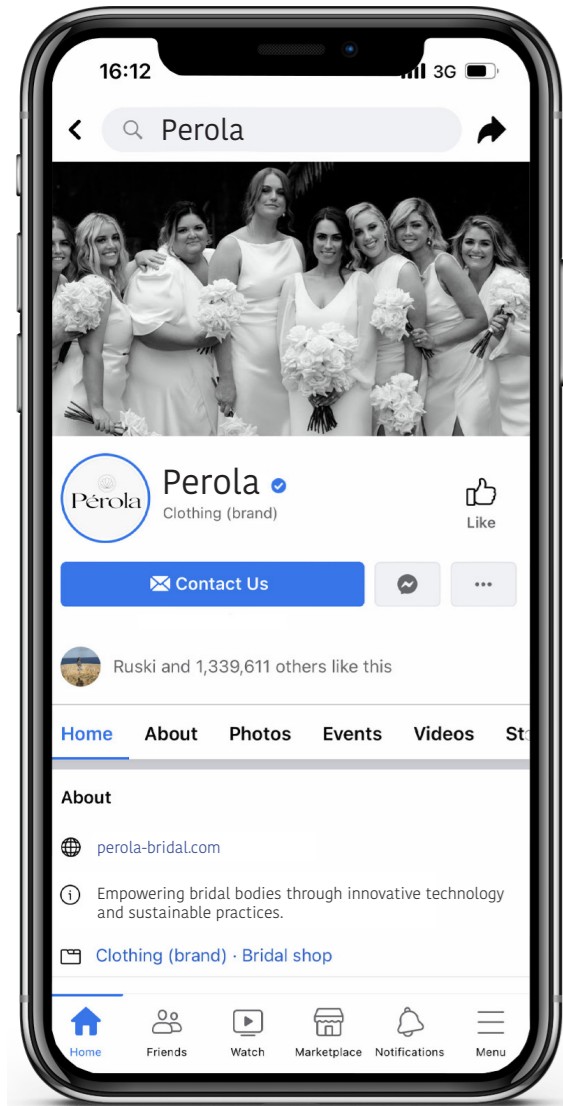 16:12
3G
Perola
Pérola
Perola
Clothing (brand)
Like
Contact Us
Ruski and 1,339,611 others like this
Home About Photos Events Videos
About
perola-bridal.com
Empowering bridal bodies through innovative technology
and sustainable practices.
Clothing (brand) · Bridal shop
Home Friends Watch Marketplace Notifications Menu